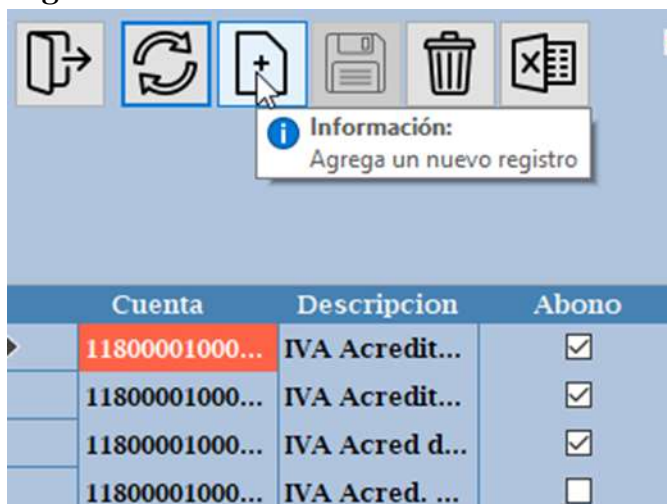 Información:
Agrega un nuevo registro
Cuenta Descripcion Abono
11800001000... IVA Acredit...
11800001000... IVA Acredit...
11800001000... IVA Acred d...
11800001000... IVA Acred. ...